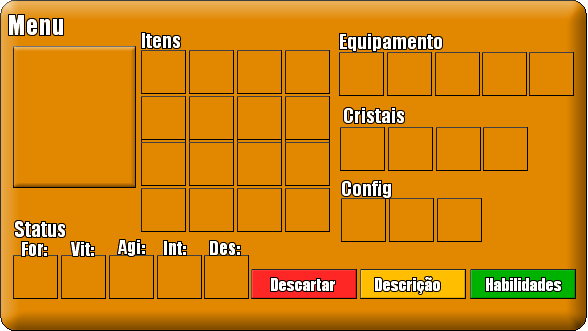 Menu
Itens
Equipamento
Cristais
Config
Status
For: Vit: Agi: Int: Des:
Descartar Descrição Habilidades